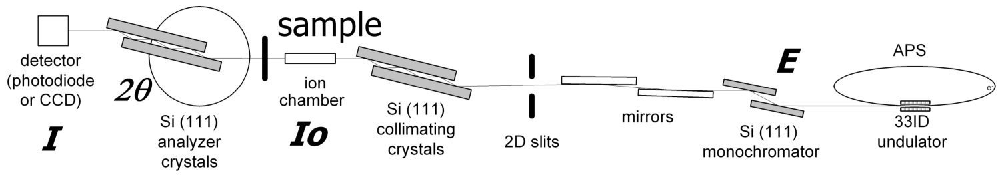 detector
(photodiode
or CCD)
I
2θ
Si (111)
analyzer
crystals
sample
ion
chamber
Io
Si (111)
collimating
crystals
2D slits
mirrors
E
Si (111)
monochromator
APS
e-
33ID
undulator